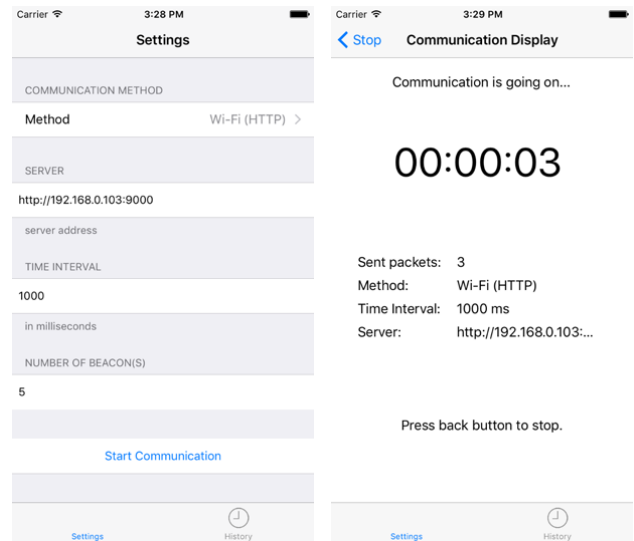 Carrier 3:28 PM
Settings
COMMUNICATION METHOD
Method Wi-Fi (HTTP)
SERVER
http://192.168.0.103:9000
server address
TIME INTERVAL
1000
in milliseconds
NUMBER OF BEACON(S)
5
Start Communication
Settings History
Carrier 3:29 PM
Stop Communication Display
Communication is going on...
00:00:03
Sent packets: 3
Method: Wi-Fi (HTTP)
Time Interval: 1000 ms
Server: http://192.168.0.103:...
Press back button to stop.
Settings History